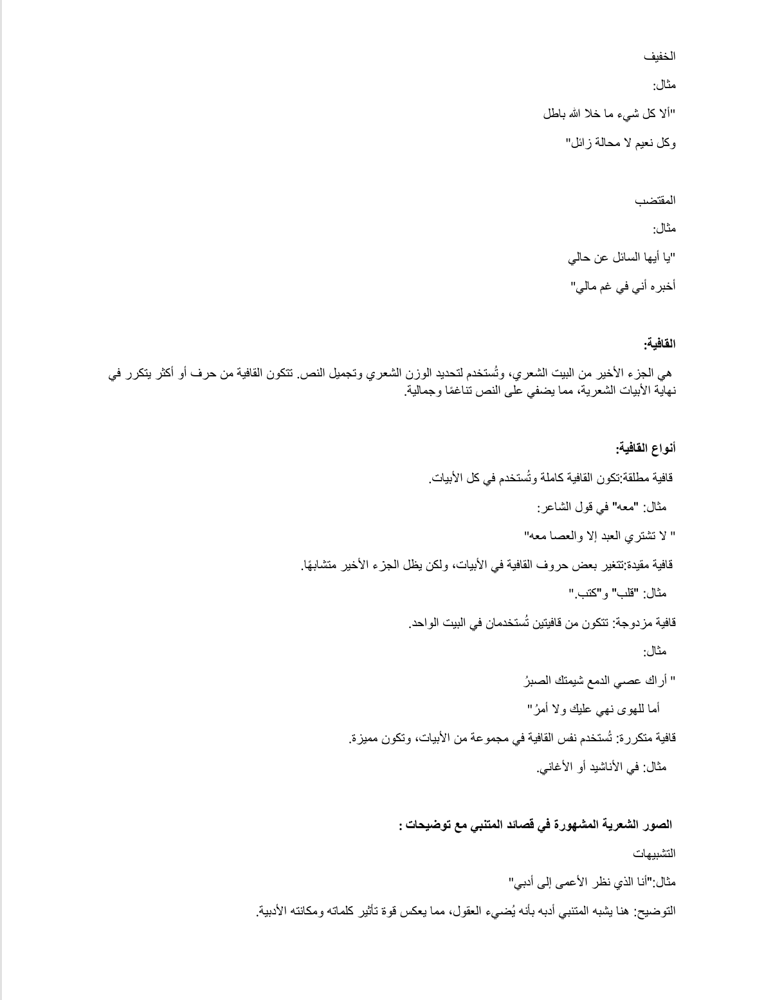 الخفيف
مثال:
"ألا كل شيء ما خلا الله باطل
وكل نعيم لا محالة زائل"
المقتضب
مثال:
"يا أيها السائل عن حالي
أخبره أني في غم مالي"
القافية:
هي الجزء الأخير من البيت الشعري، وتُستخدم لتحديد الوزن الشعري وتجميل النص. تتكون القافية من حرف أو أكثر يتكرر في
نهاية الأبيات الشعرية، مما يضفي على النص تناغمًا وجمالية.
أنواع القافية:
قافية مطلقة:تكون القافية كاملة وتُستخدم في كل الأبيات.
مثال: "معه" في قول الشاعر:
" لا تشتري العبد إلا والعصا معه"
قافية مقيدة:تتغير بعض حروف القافية في الأبيات، ولكن يظل الجزء الأخير متشابهًا.
مثال: "قلب" و"كتب."
قافية مزدوجة: تتكون من قافيتين تُستخدمان في البيت الواحد.
مثال:
" أراك عصي الدمع شيمتك الصبرُ
أما للهوى نهي عليك ولا أمرُ"
قافية متكررة: تُستخدم نفس القافية في مجموعة من الأبيات، وتكون مميزة.
مثال: في الأناشيد أو الأغاني.
الصور الشعرية المشهورة في قصائد المتنبي مع توضيحات :
التشبيهات
مثال:"أنا الذي نظر الأعمى إلى أدبي"
التوضيح: هنا يشبه المتنبي أدبه بأنه يُضيء العقول، مما يعكس قوة تأثير كلماته ومكانته الأدبية.